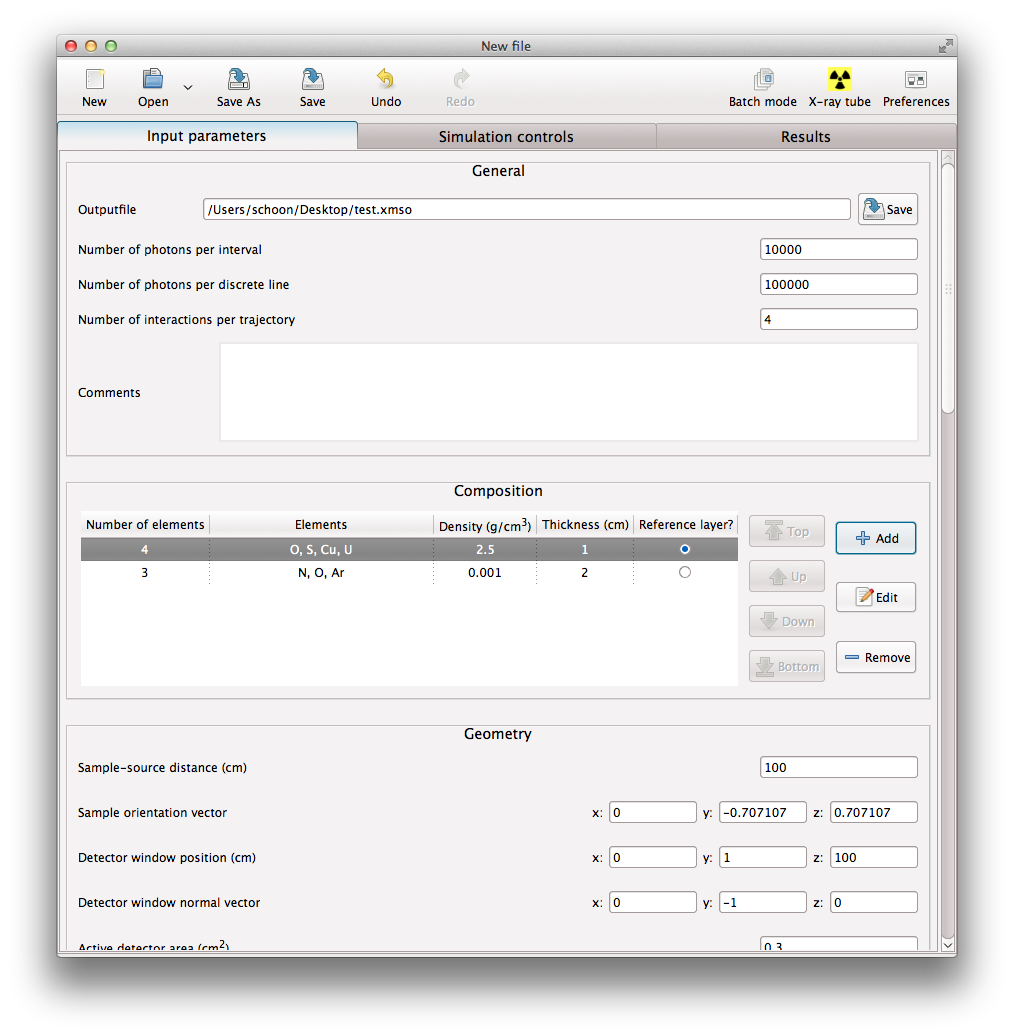 New file
New Open Save As Save Undo Redo Batch mode X-ray tube Preferences
Input parameters Simulation controls Results
General
Outputfile /Users/schoon/Desktop/test.xmso Save
Number of photons per interval 10000
Number of photons per discrete line 100000
Number of interactions per trajectory 4
Comments
Composition
Number of elements Elements Density (g/cm³) Thickness (cm) Reference layer?
4 O, S, Cu, U 2.5 1
3 N, O, Ar 0.001 2
Top Add
Up
Edit
Down
Remove
Bottom
Geometry
Sample-source distance (cm) 100
Sample orientation vector x: 0 y: -0.707107 z: 0.707107
Detector window position (cm) x: 0 y: 1 z: 100
Detector window normal vector x: 0 y: -1 z: 0
Active detector area (cm²) 0.3